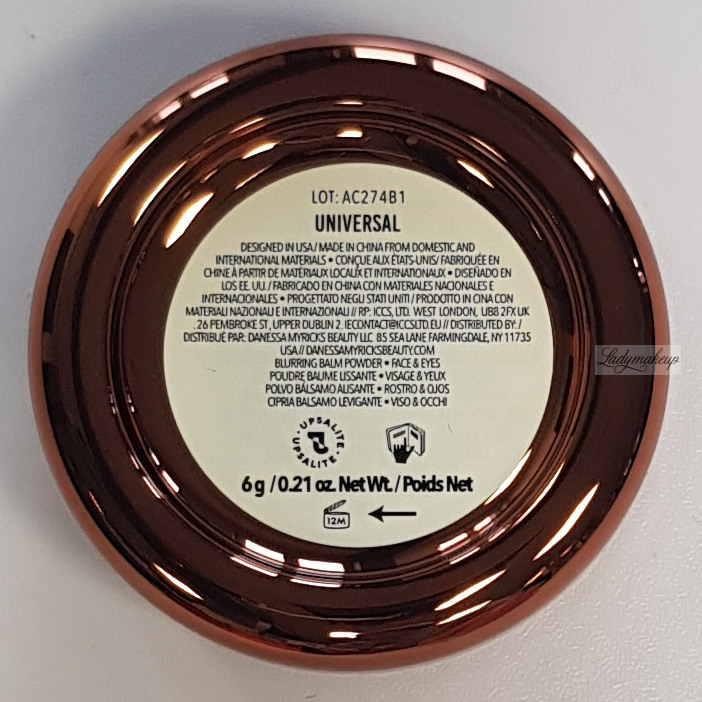 LOT: AC274B1
UNIVERSAL
DESIGNED IN USA / MADE IN CHINA FROM DOMESTIC AND
INTERNATIONAL MATERIALS • CONÇUE AUX ÉTATS-UNIS/ FABRIQUÉE EN
CHINE À PARTIR DE MATÉRIAUX LOCAUX ET INTERNATIONAUX • DISEÑADO EN
LOS EE. UU. / FABRICADO EN CHINA CON MATERIALES NACIONALES E
INTERNACIONALES • PROGETTATO NEGLI STATI UNITI / PRODOTTO IN CINA CON
MATERIALI NAZIONALI E INTERNAZIONALI // RP: ICCS, LTD. WEST LONDON, UB8 2FX UK
. 26 PEMBROKE ST, UPPER DUBLIN 2. IECONTACT@ICCSLTD.EU // DISTRIBUTED BY: /
DISTRIBUÉ PAR: DANESSA MYRICKS BEAUTY LLC 85 SEA LANE FARMINGDALE, NY 11735
USA // DANESSAMYRICKSBEAUTY.COM
BLURRING BALM POWDER • FACE & EYES
POUDRE BAUME LISSANTE • VISAGE & YEUX
POLVO BÁLSAMO ALISANTE • ROSTRO & OJOS
CIPRIA BALSAMO LEVIGANTE • VISO & OCCHI
• UPSALITE • UPSALITE
6 g / 0.21 oz. Net Wt. / Poids Net
12M
Ladymakeup